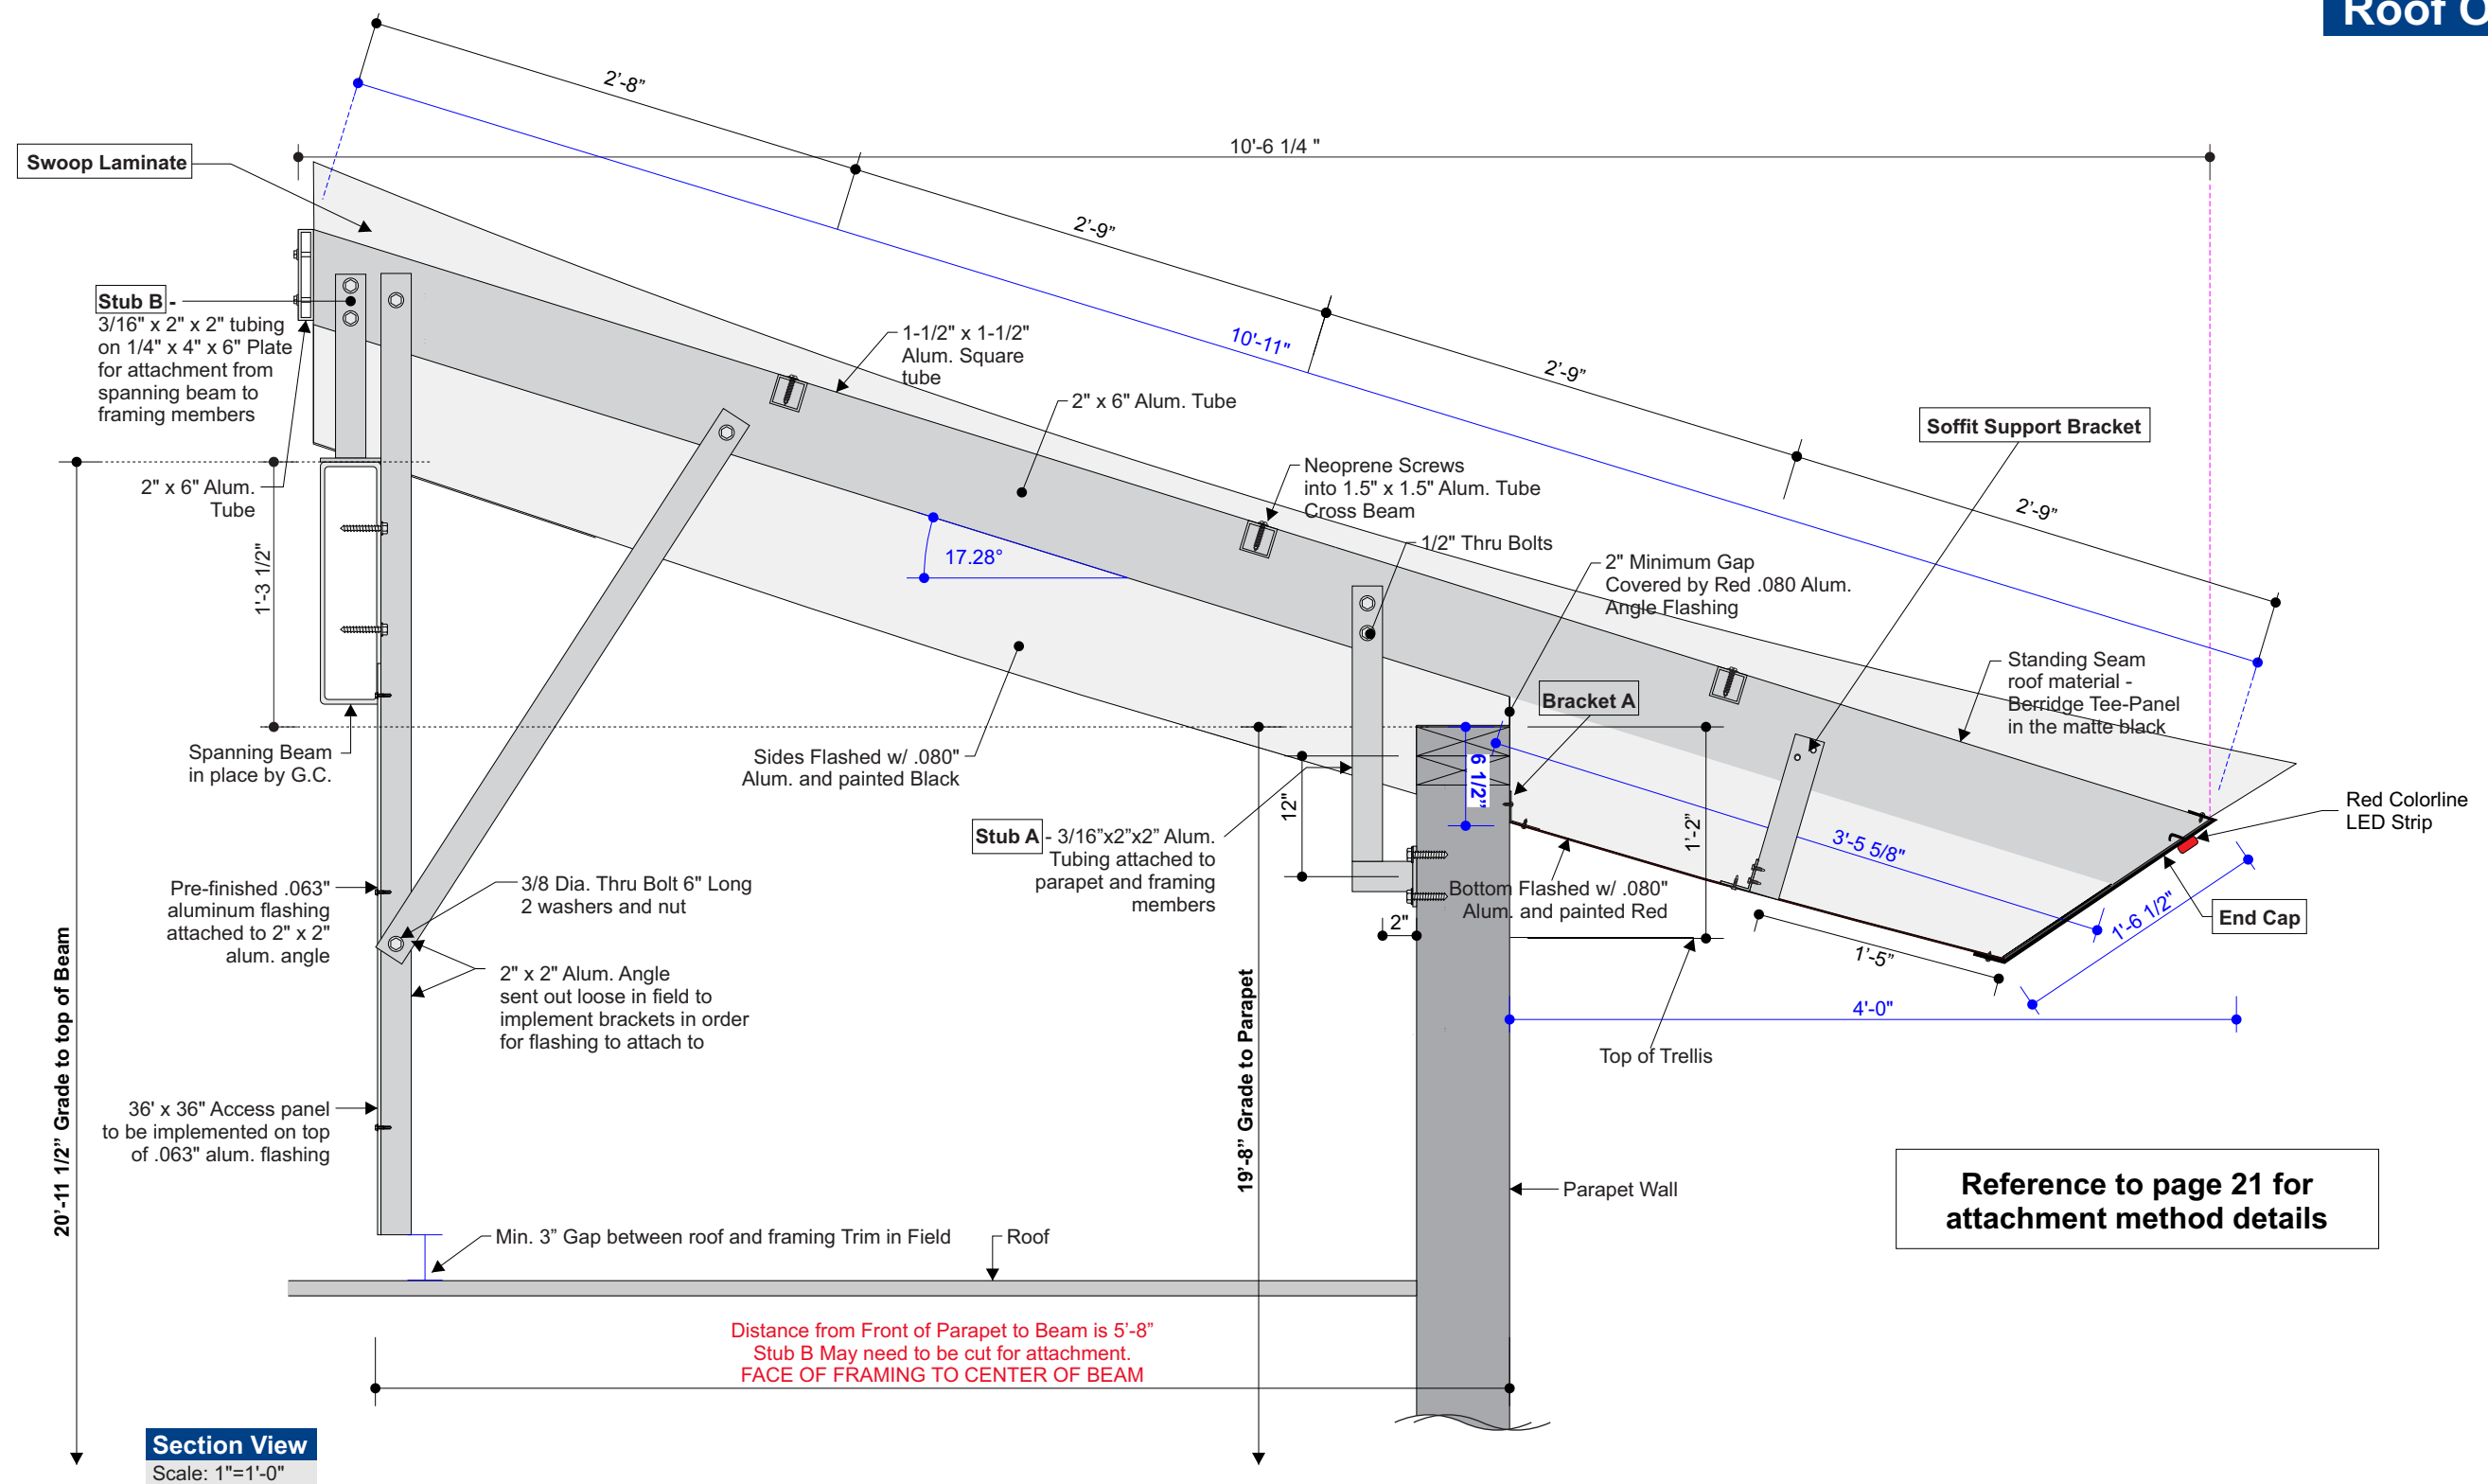 Roof O
2’-8”
10'-6 1/4 "
Swoop Laminate
2’-9”
10'-11"
2’-9”
2’-9”
Stub B -
3/16" x 2" x 2" tubing
on 1/4" x 4" x 6" Plate
for attachment from
spanning beam to
framing members
1-1/2" x 1-1/2"
Alum. Square
tube
2" x 6" Alum. Tube
Soffit Support Bracket
2" x 6" Alum.
Tube
Neoprene Screws
into 1.5" x 1.5" Alum. Tube
Cross Beam
1/2" Thru Bolts
17.28°
1'-3 1/2"
2" Minimum Gap
Covered by Red .080 Alum.
Angle Flashing
Standing Seam
roof material -
Berridge Tee-Panel
in the matte black
Bracket A
Spanning Beam
in place by G.C.
Sides Flashed w/ .080"
Alum. and painted Black
6 1/2”
12"
1'-2”
3'-5 5/8"
Red Colorline
LED Strip
Stub A - 3/16”x2”x2” Alum.
Tubing attached to
parapet and framing
members
Bottom Flashed w/ .080"
Alum. and painted Red
End Cap
1'-6 1/2"
1’-5”
2"
4'-0"
Pre-finished .063"
aluminum flashing
attached to 2" x 2"
alum. angle
3/8 Dia. Thru Bolt 6" Long
2 washers and nut
2" x 2" Alum. Angle
sent out loose in field to
implement brackets in order
for flashing to attach to
Top of Trellis
20’-11 1/2” Grade to top of Beam
19’-8” Grade to Parapet
36' x 36" Access panel
to be implemented on top
of .063" alum. flashing
Parapet Wall
Reference to page 21 for
attachment method details
Min. 3” Gap between roof and framing Trim in Field
Roof
Distance from Front of Parapet to Beam is 5’-8”
Stub B May need to be cut for attachment.
FACE OF FRAMING TO CENTER OF BEAM
Section View
Scale: 1"=1'-0"